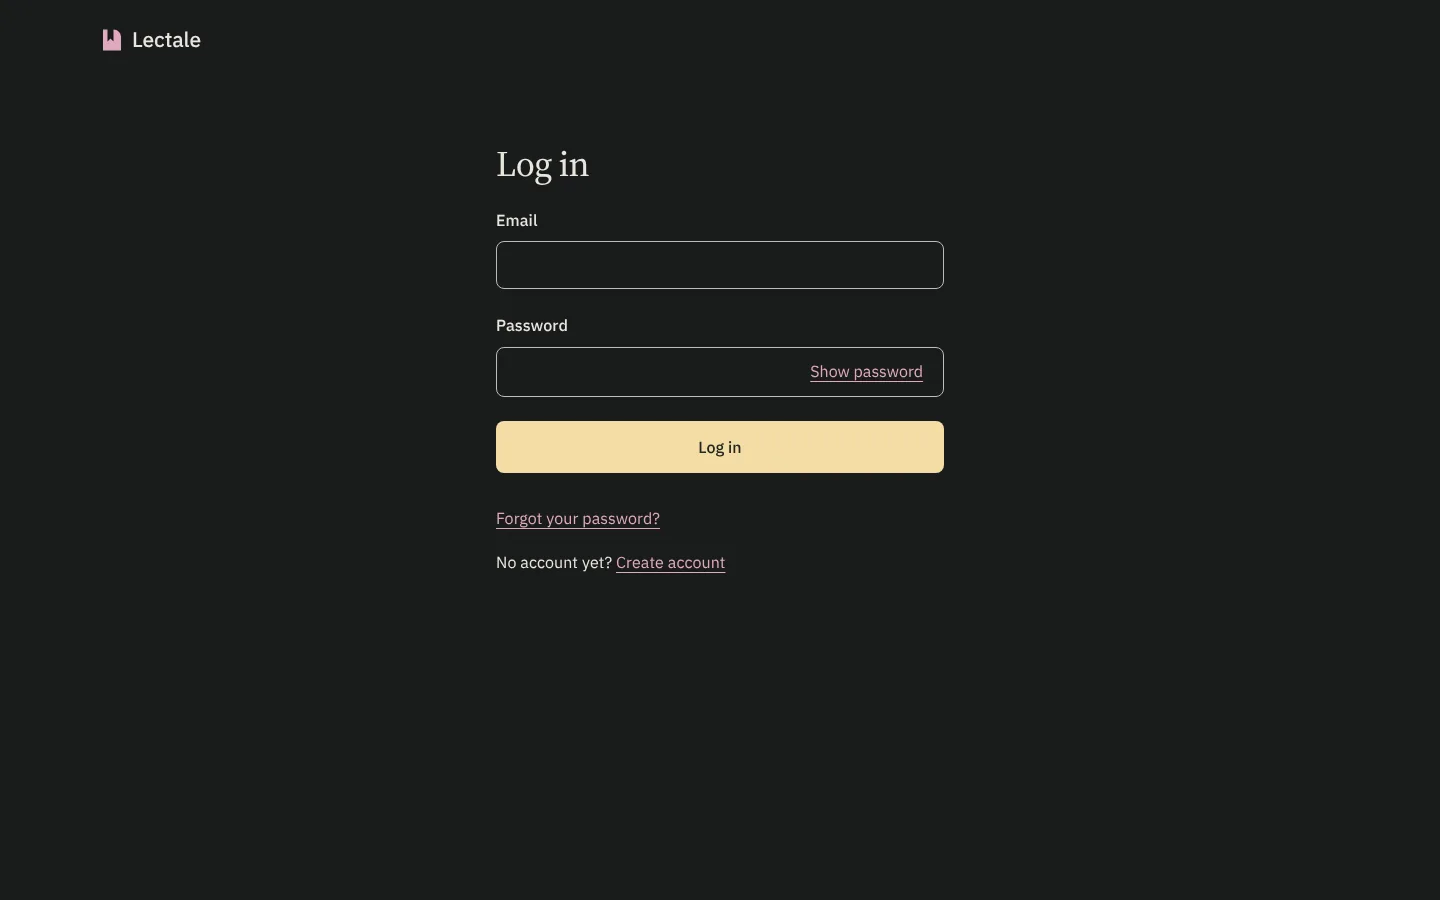 Lectale
Log in
Email
Password
Show password
Log in
Forgot your password?
No account yet? Create account